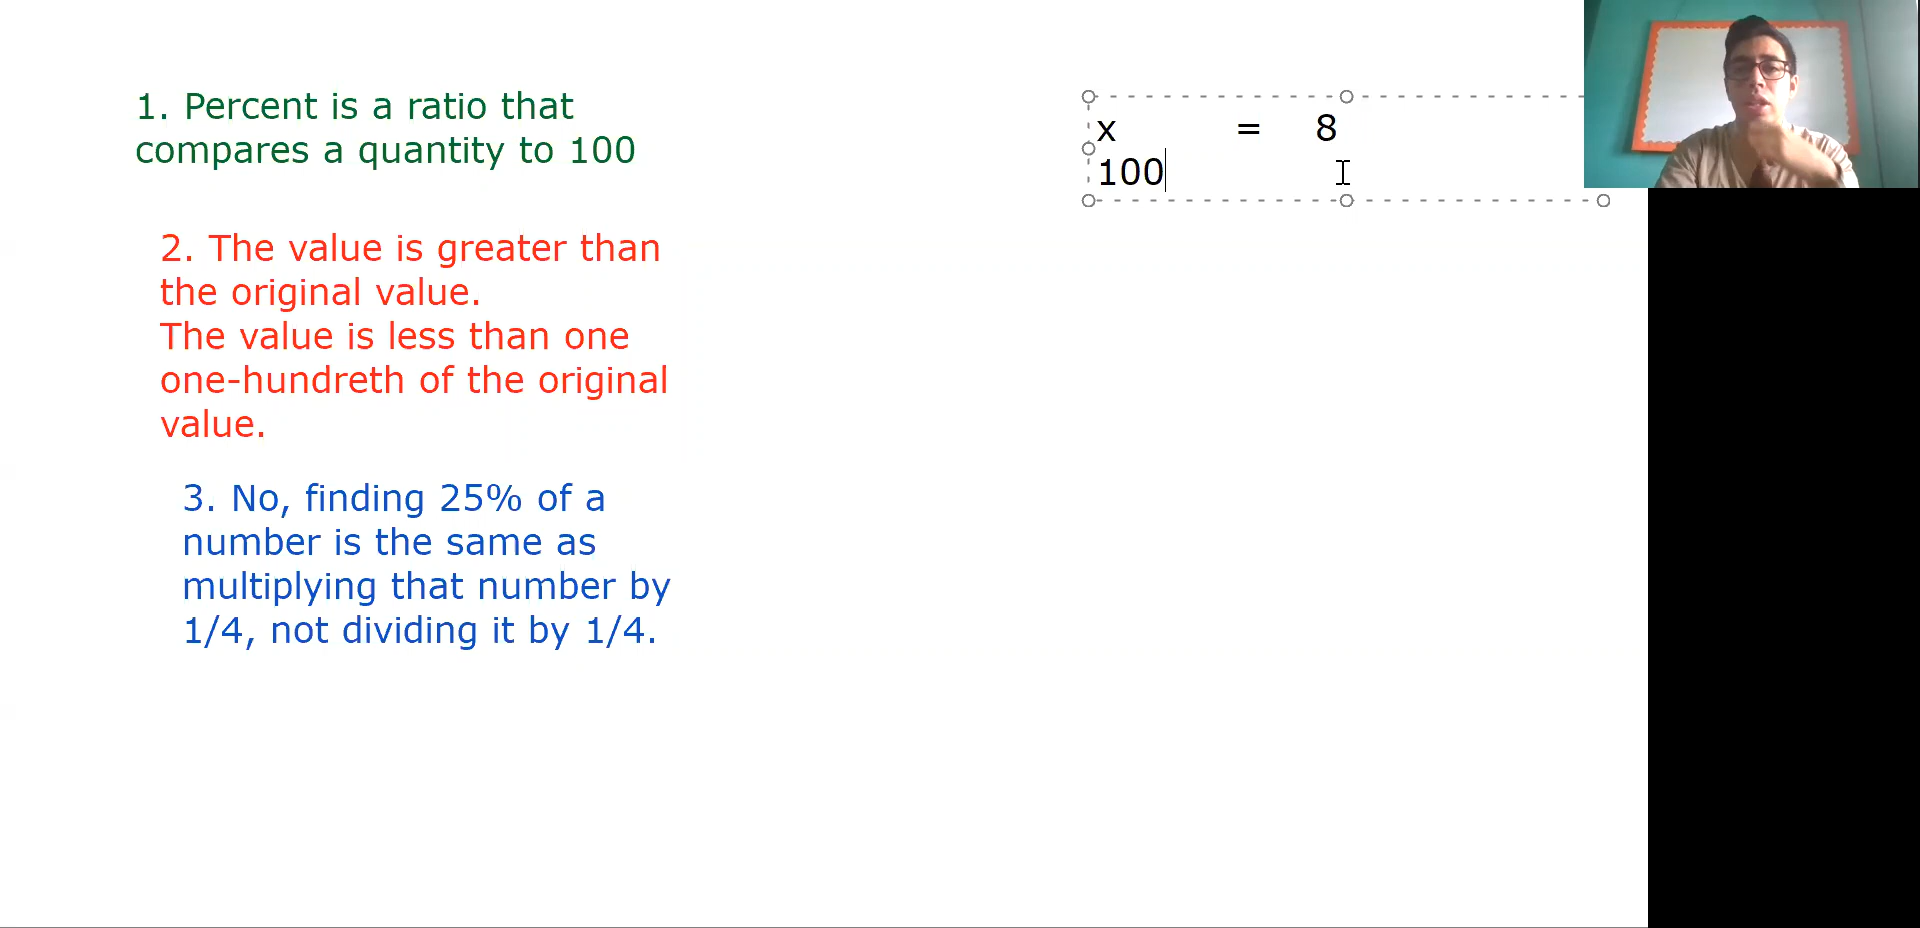 1. Percent is a ratio that
compares a quantity to 100
2. The value is greater than
the original value.
The value is less than one
one-hundreth of the original
value.
3. No, finding 25% of a
number is the same as
multiplying that number by
1/4, not dividing it by 1/4.
x = 8
100